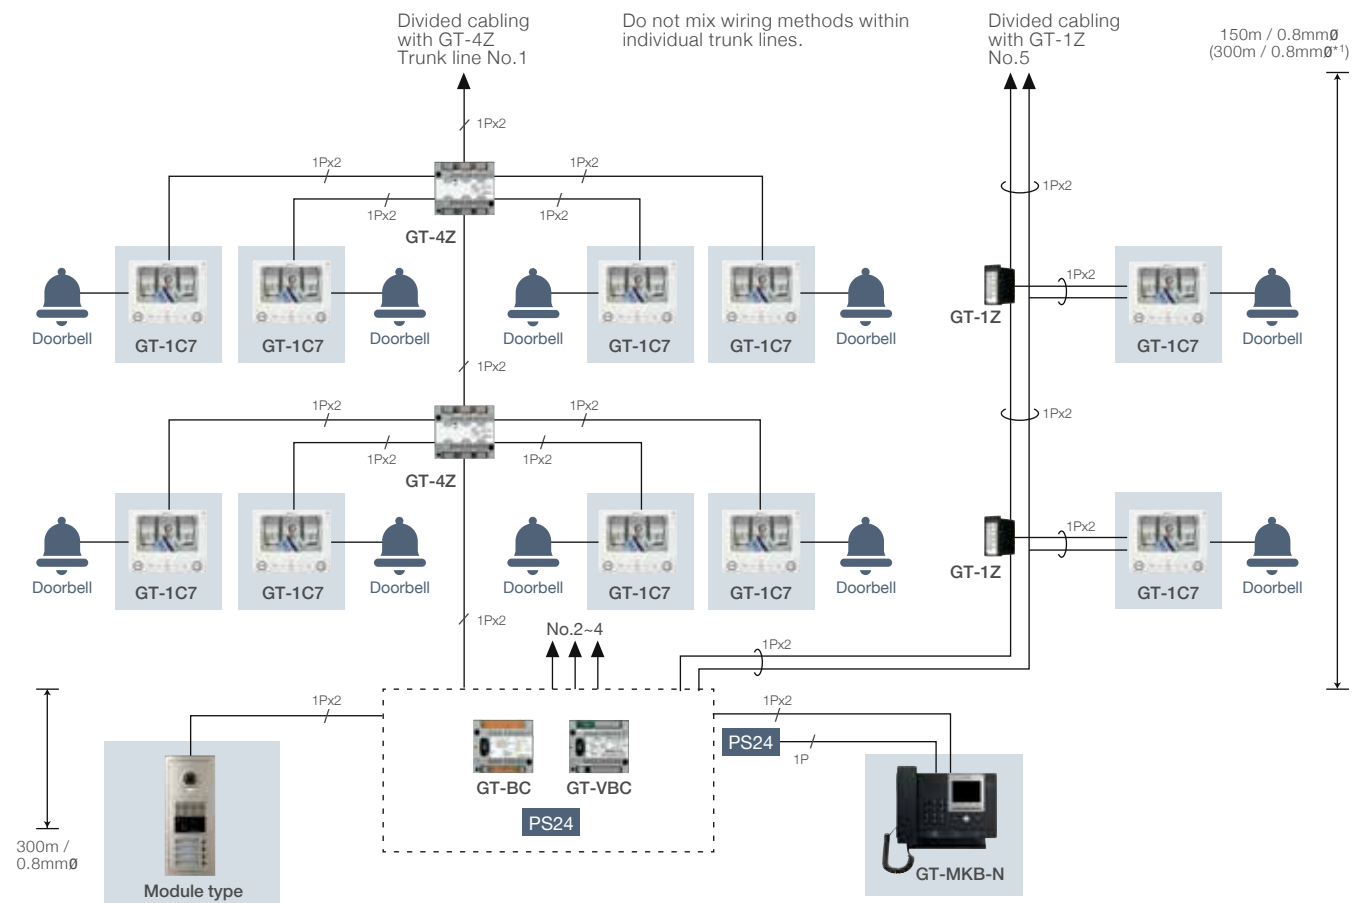 Divided cabling
with GT-4Z
Trunk line No.1
Do not mix wiring methods within
individual trunk lines.
Divided cabling
with GT-1Z
No.5
150m / 0.8mmØ
(300m / 0.8mmØ*1)
1Px2
1Px2
1Px2
1Px2
1Px2
1Px2
GT-4Z
1Px2
GT-1Z
Doorbell
GT-1C7
GT-1C7
Doorbell
Doorbell
GT-1C7
GT-1C7
Doorbell
GT-1C7
Doorbell
1Px2
1Px2
1Px2
1Px2
1Px2
1Px2
GT-4Z
1Px2
GT-1Z
Doorbell
GT-1C7
GT-1C7
Doorbell
Doorbell
GT-1C7
GT-1C7
Doorbell
GT-1C7
Doorbell
1Px2
No.2~4
1Px2
1Px2
1Px2
PS24
1P
GT-BC
GT-VBC
PS24
300m /
0.8mmØ
Module type
GT-MKB-N